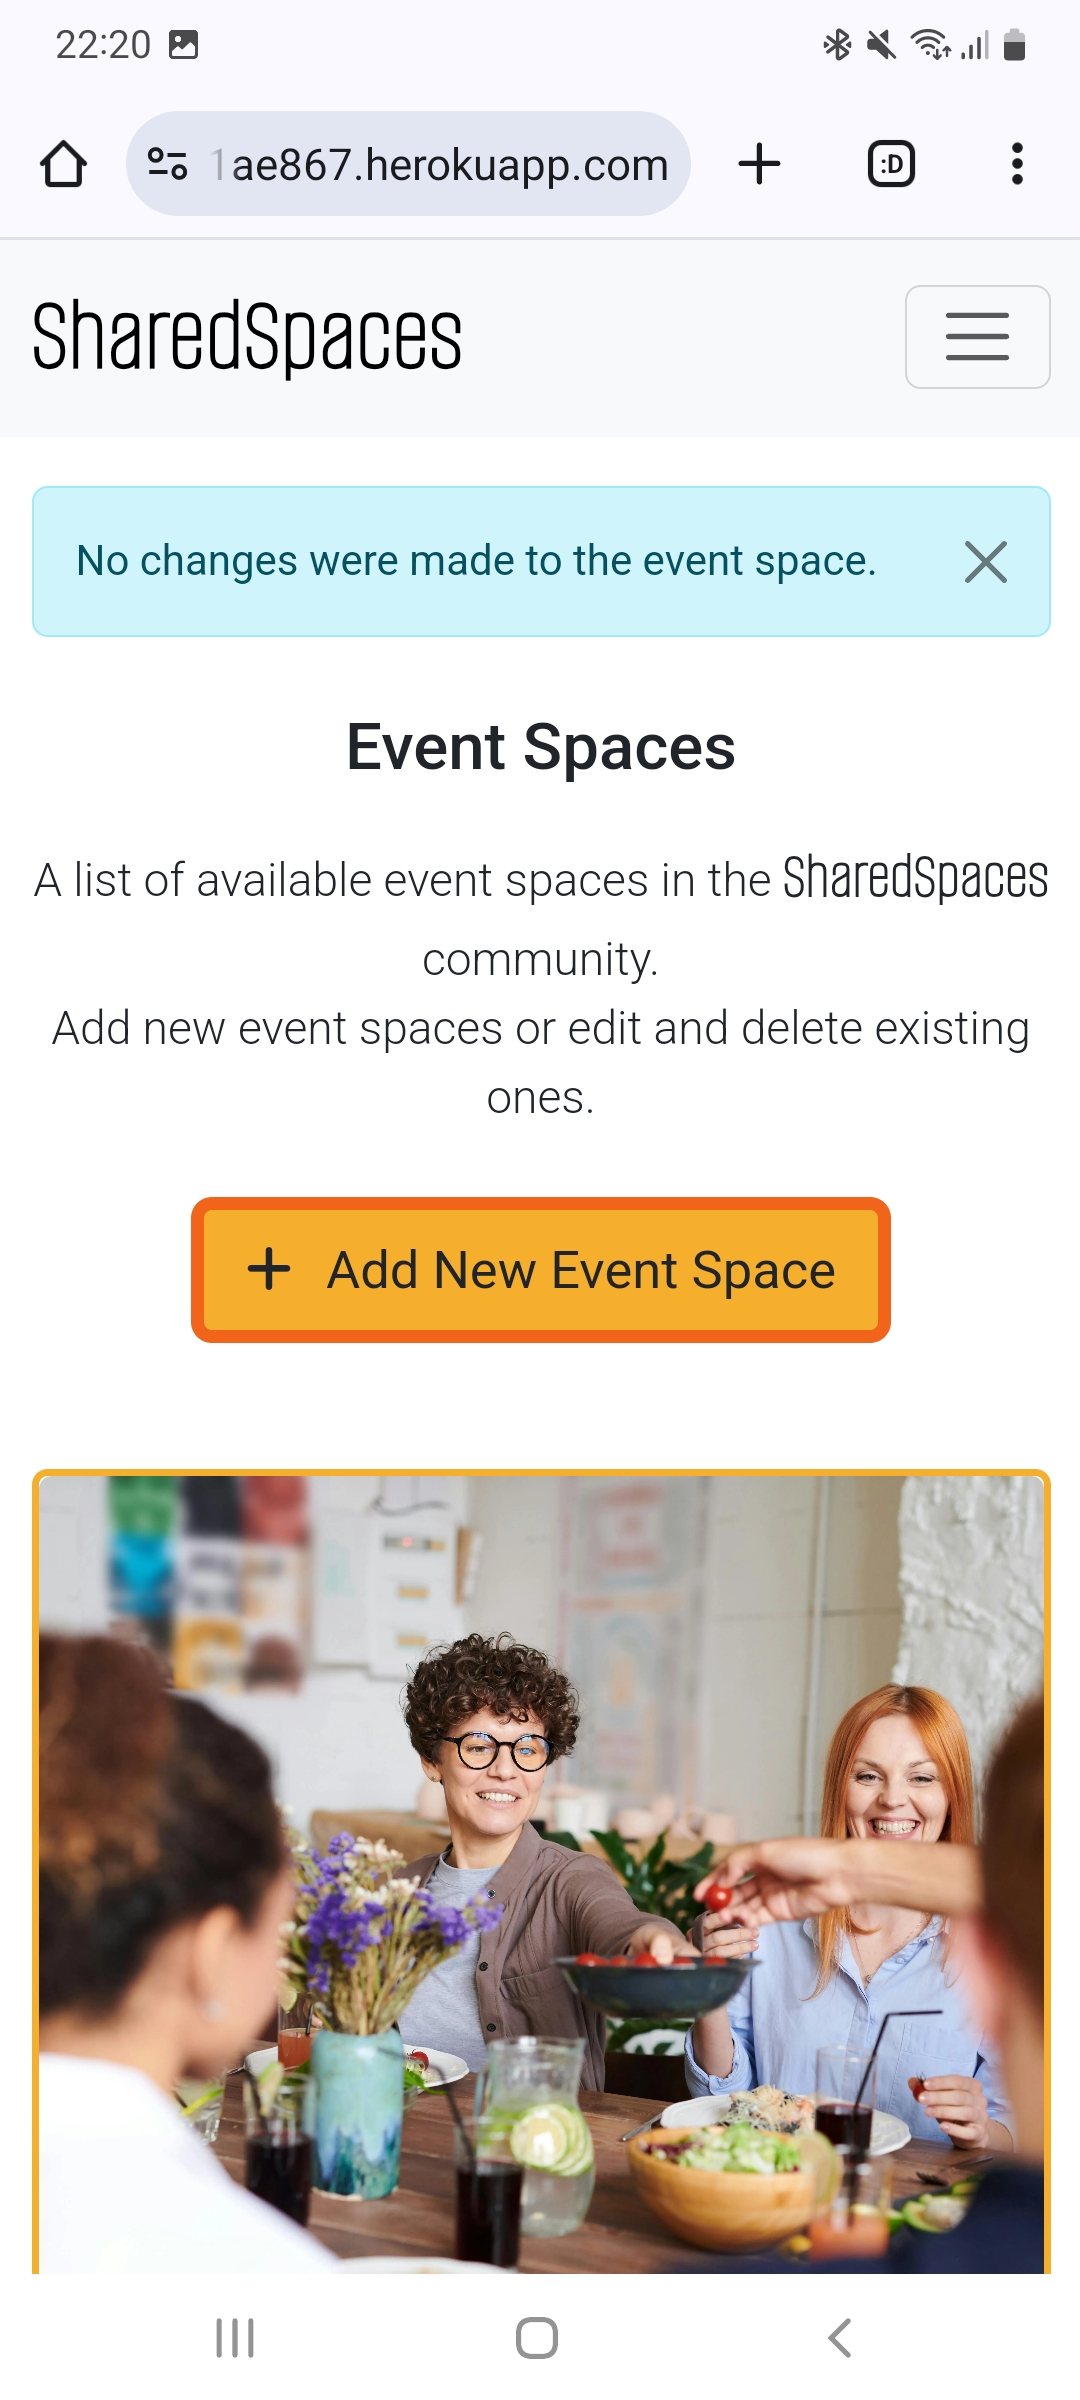 22:20
1ae867.herokuapp.com
:D
SharedSpaces
No changes were made to the event space.
Event Spaces
A list of available event spaces in the SharedSpaces
community.
Add new event spaces or edit and delete existing
ones.
+ Add New Event Space